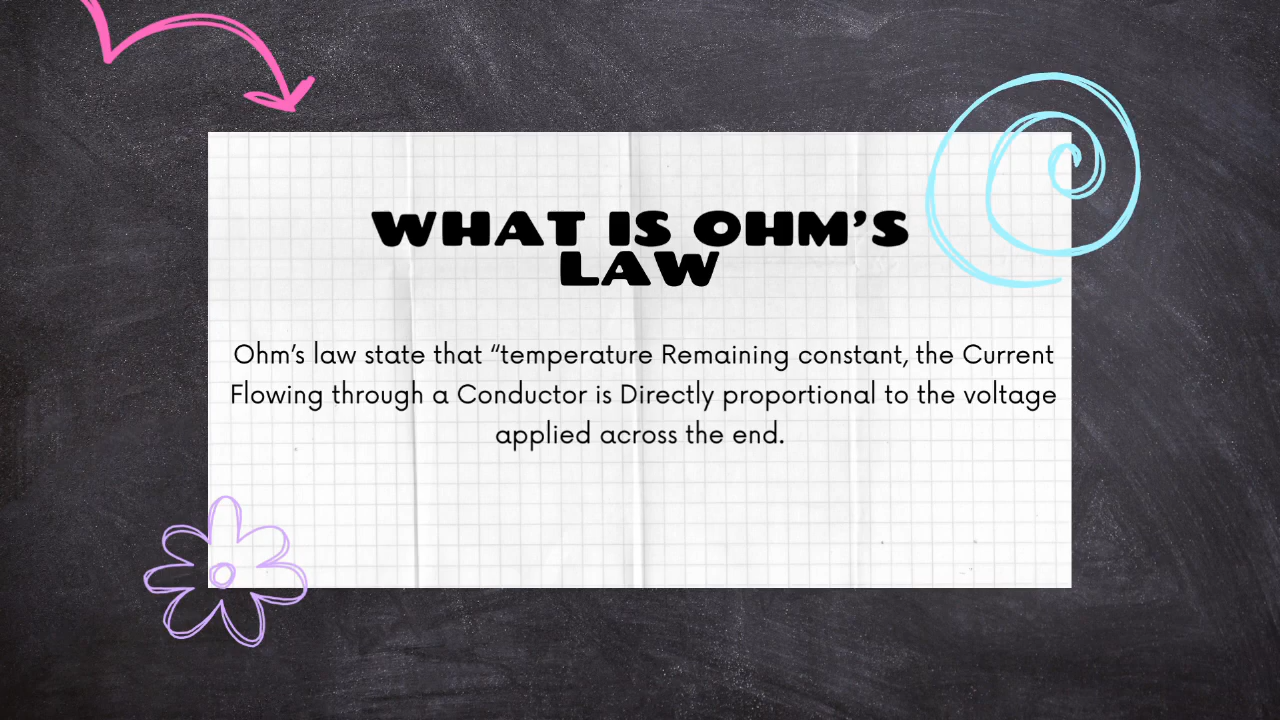 WHAT IS OHM’S
LAW
Ohm’s law state that “temperature Remaining constant, the Current
Flowing through a Conductor is Directly proportional to the voltage
applied across the end.